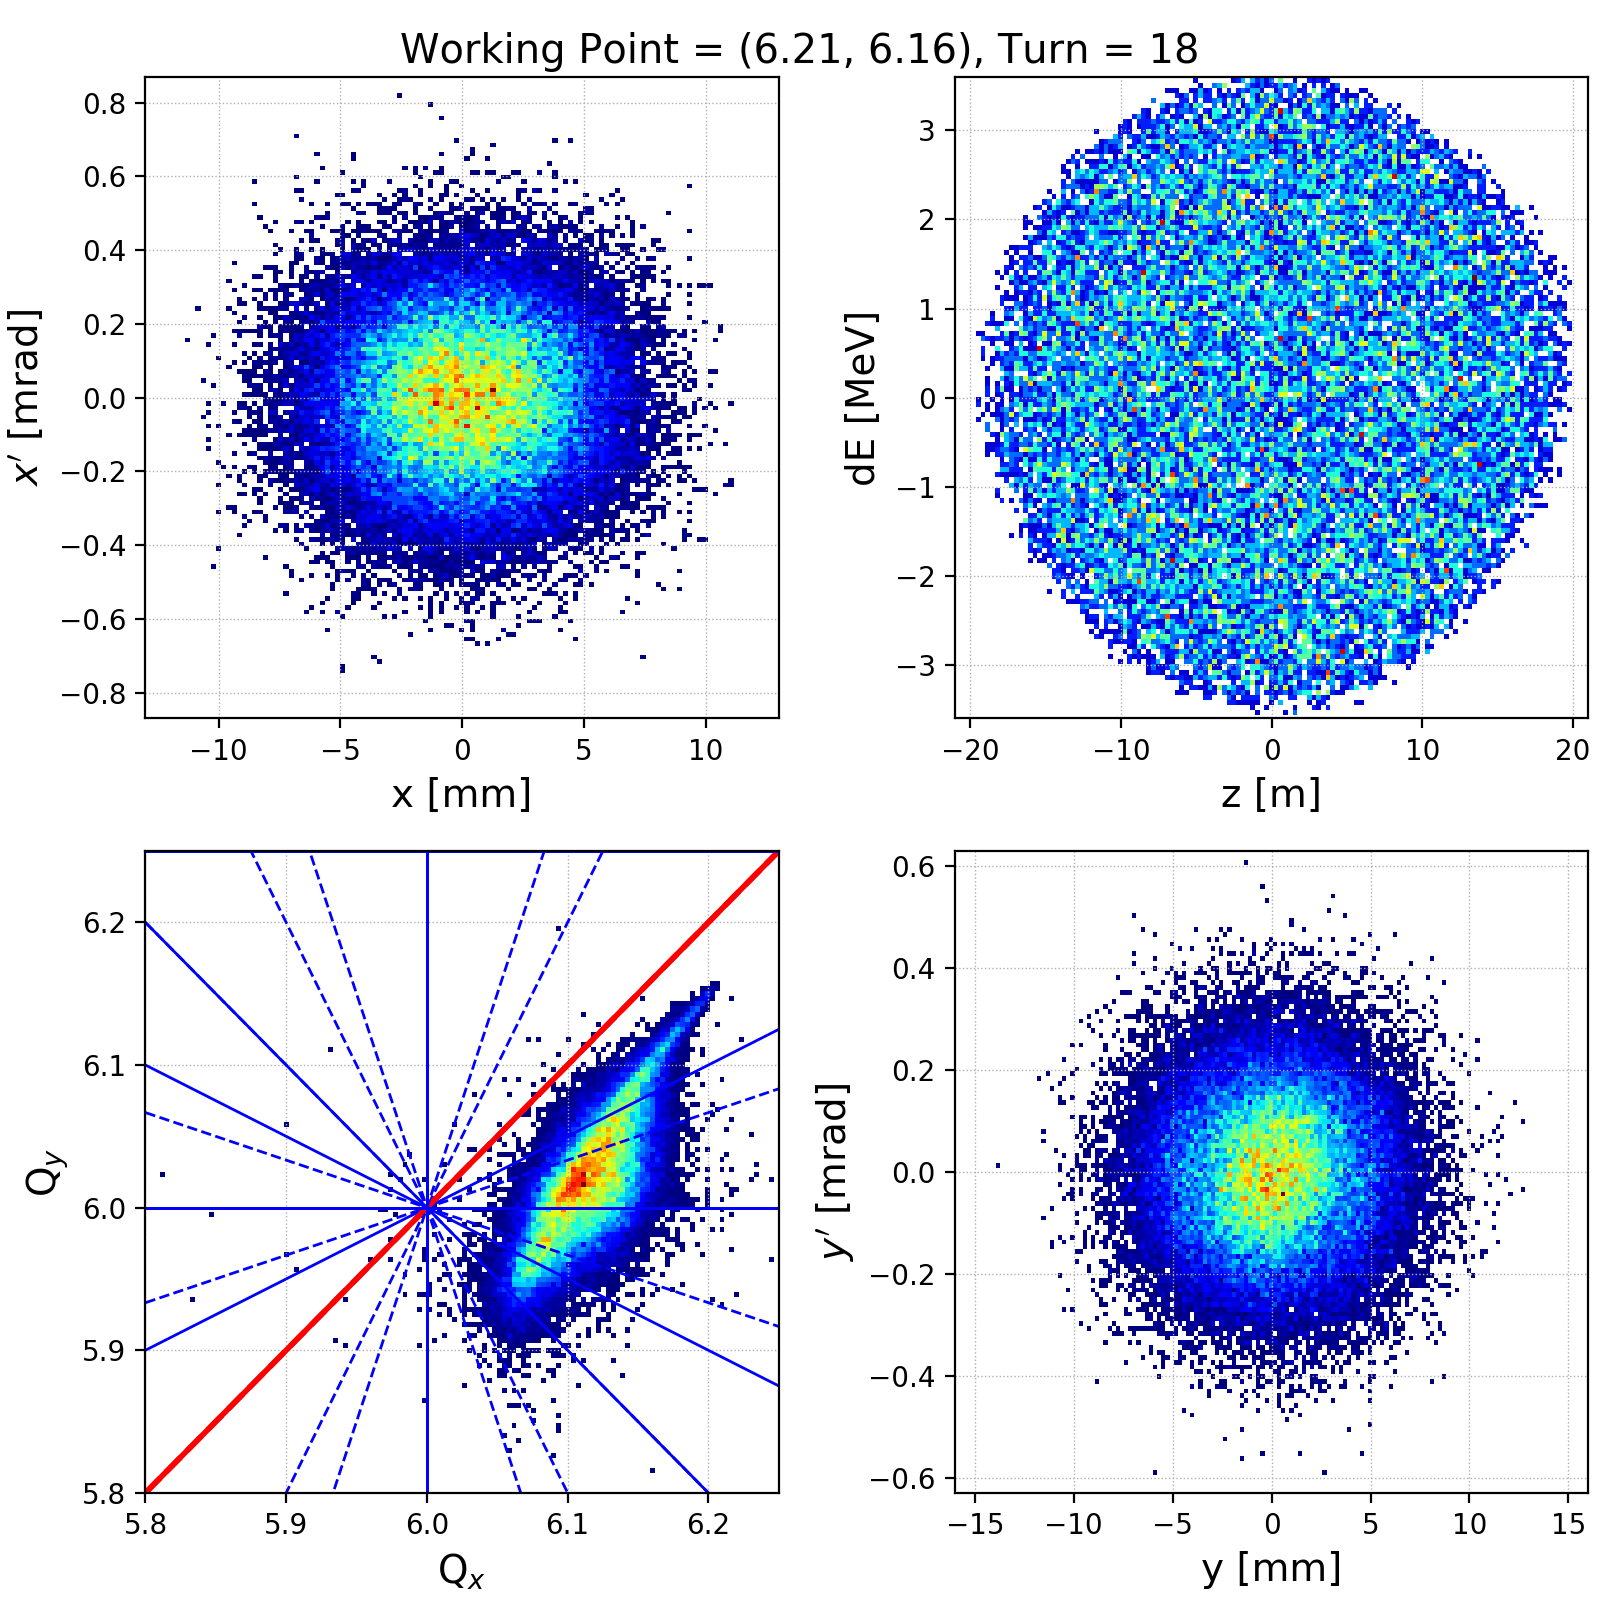 Working Point = (6.21, 6.16), Turn = 18
0.8
0.6
0.4
0.2
0.0
−0.2
−0.4
−0.6
−0.8
x′ [mrad]
−10 −5 0 5 10
x [mm]
3
2
1
0
−1
−2
−3
dE [MeV]
−20 −10 0 10 20
z [m]
6.2
6.1
6.0
5.9
5.8
Qy
5.8 5.9 6.0 6.1 6.2
Qx
0.6
0.4
0.2
0.0
−0.2
−0.4
−0.6
y′ [mrad]
−15 −10 −5 0 5 10 15
y [mm]